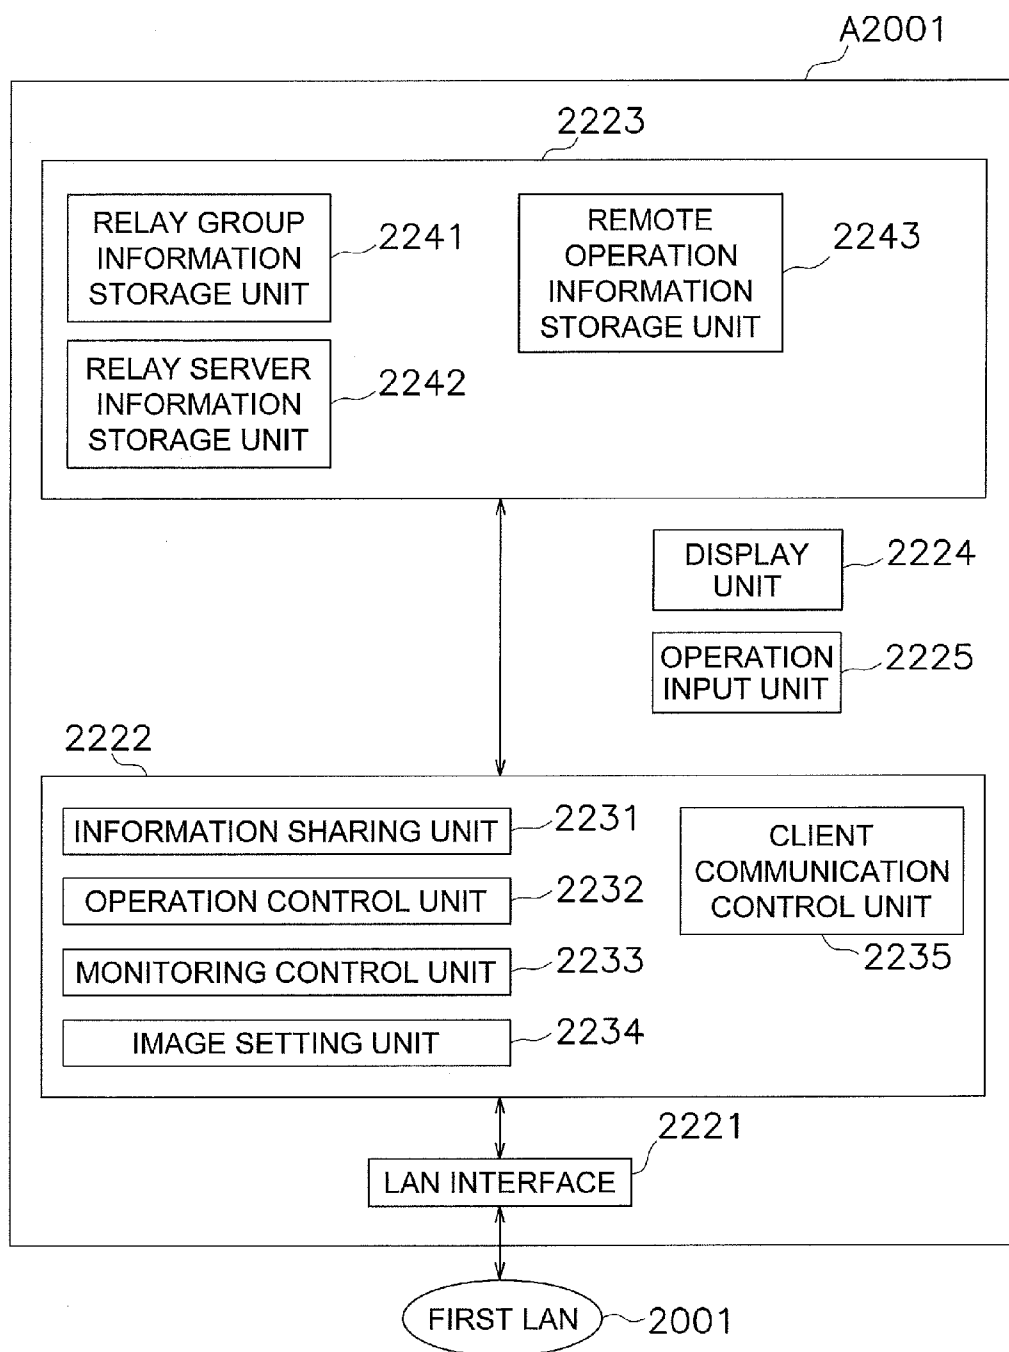 A2001
2223
RELAY GROUP
INFORMATION
STORAGE UNIT
2241
REMOTE
OPERATION
INFORMATION
STORAGE UNIT
2243
RELAY SERVER
INFORMATION
STORAGE UNIT
2242
DISPLAY
UNIT
2224
OPERATION
INPUT UNIT
2225
2222
INFORMATION SHARING UNIT
2231
OPERATION CONTROL UNIT
2232
MONITORING CONTROL UNIT
2233
IMAGE SETTING UNIT
2234
CLIENT
COMMUNICATION
CONTROL UNIT
2235
2221
LAN INTERFACE
FIRST LAN
2001